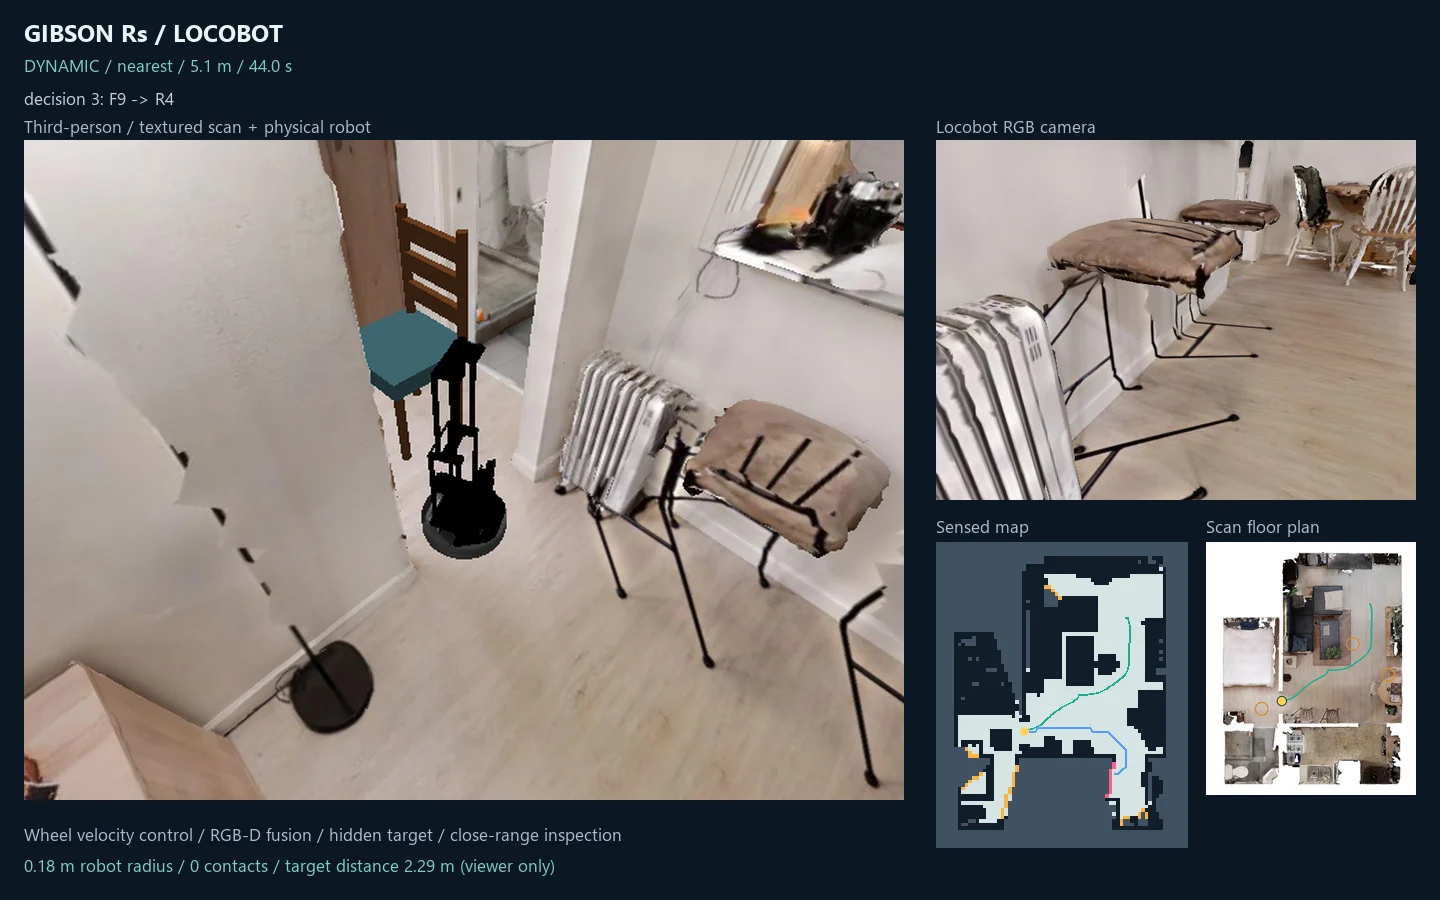 GIBSON Rs / LOCOBOT
DYNAMIC / nearest / 5.1 m / 44.0 s
decision 3: F9 -> R4
Third-person / textured scan + physical robot
Locobot RGB camera
Sensed map
Scan floor plan
Wheel velocity control / RGB-D fusion / hidden target / close-range inspection
0.18 m robot radius / 0 contacts / target distance 2.29 m (viewer only)